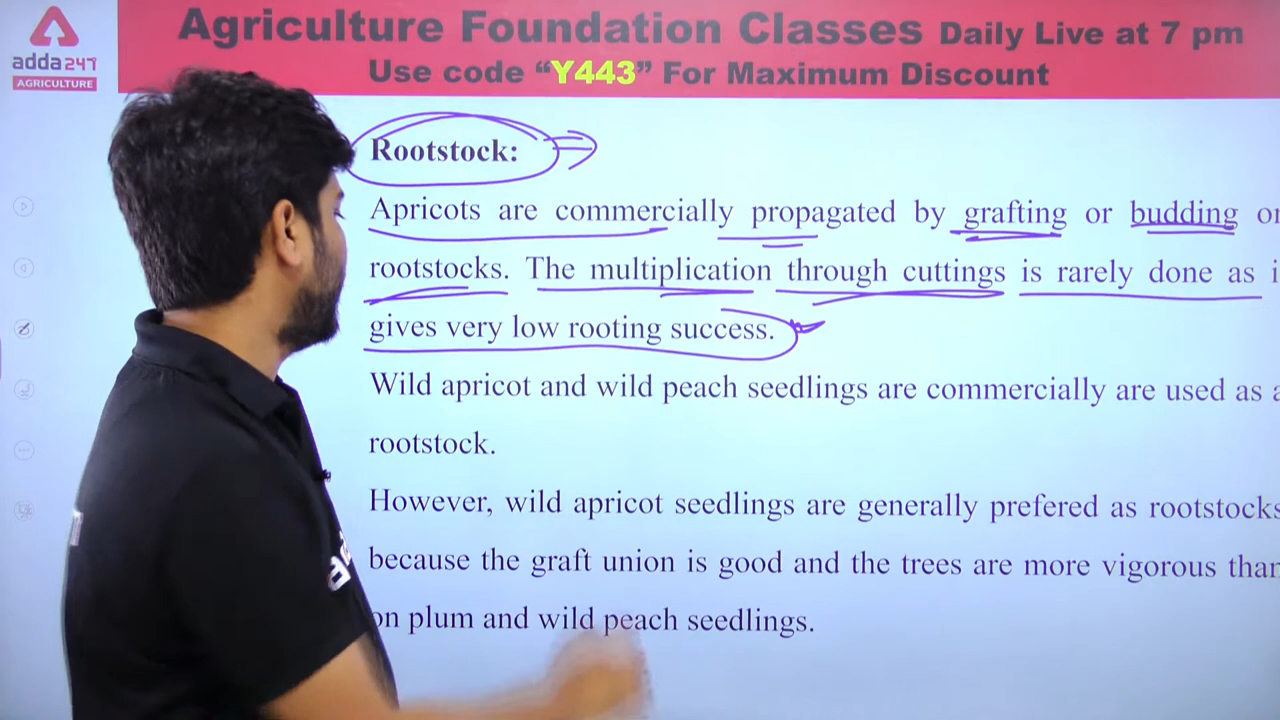 Agriculture Foundation Classes Daily Live at 7 pm
Use code “Y443” For Maximum Discount
adda247
AGRICULTURE
Rootstock:
Apricots are commercially propagated by grafting or budding
rootstocks. The multiplication through cuttings is rarely done as
gives very low rooting success.
Wild apricot and wild peach seedlings are commercially are used as a
rootstock.
However, wild apricot seedlings are generally prefered as rootstocks
because the graft union is good and the trees are more vigorous than
on plum and wild peach seedlings.